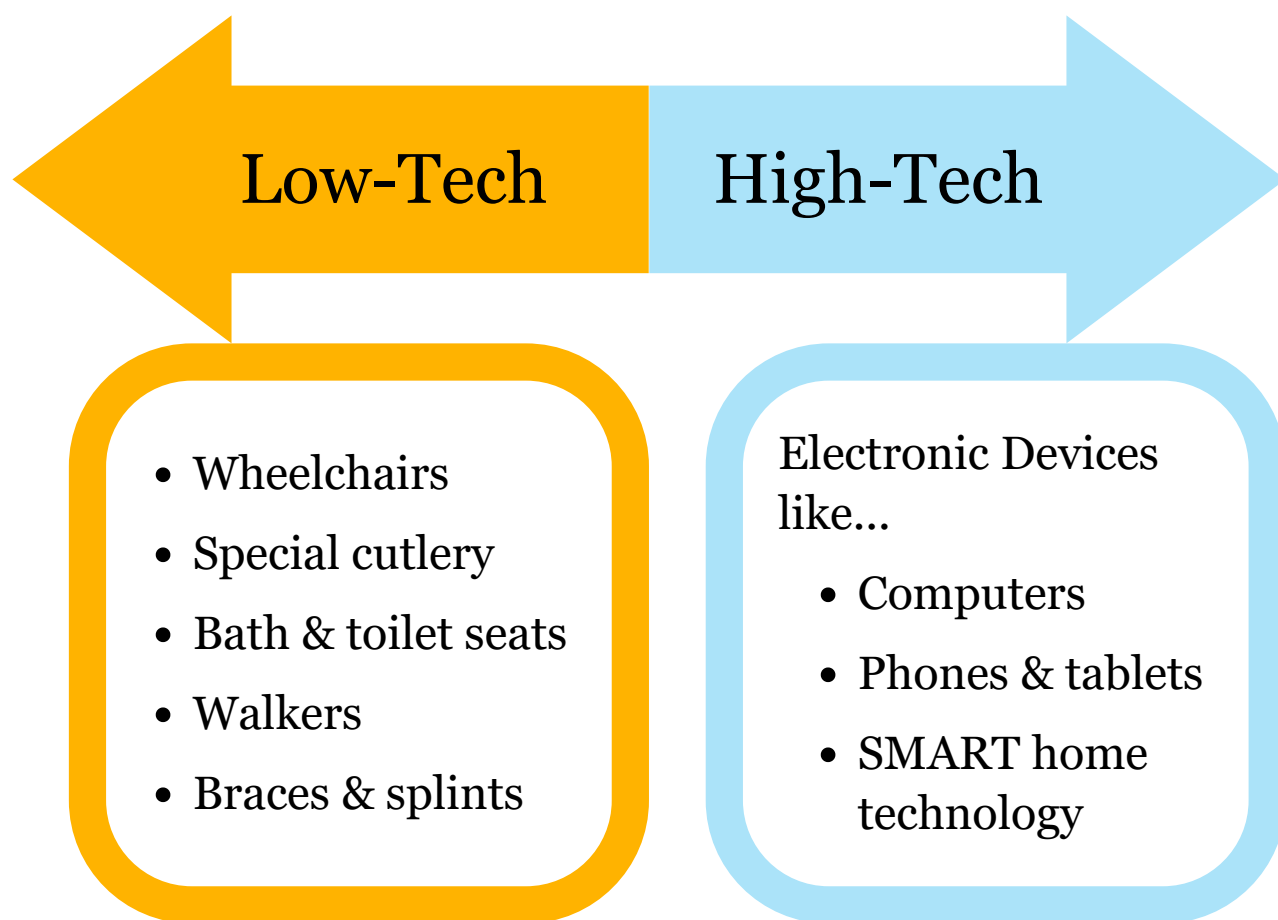 Low-Tech
High-Tech
• Wheelchairs
• Special cutlery
• Bath & toilet seats
• Walkers
• Braces & splints
Electronic Devices
like...
• Computers
• Phones & tablets
• SMART home
technology